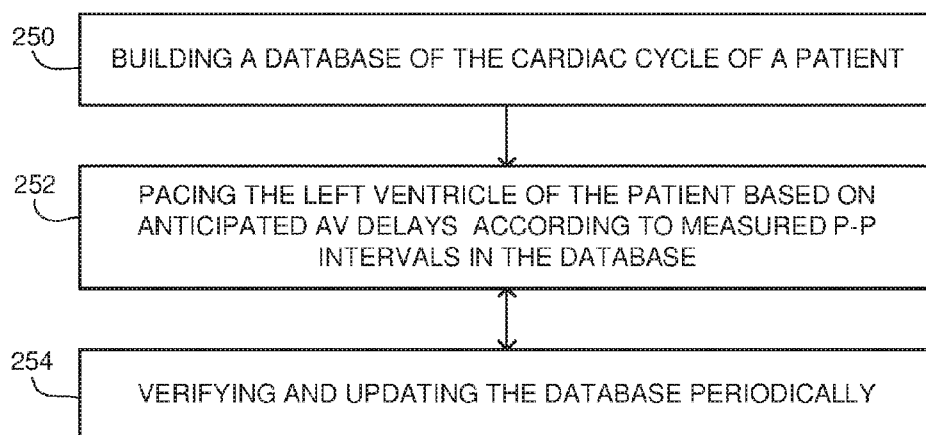 250
BUILDING A DATABASE OF THE CARDIAC CYCLE OF A PATIENT
252
PACING THE LEFT VENTRICLE OF THE PATIENT BASED ON
ANTICIPATED AV DELAYS ACCORDING TO MEASURED P-P
INTERVALS IN THE DATABASE
254
VERIFYING AND UPDATING THE DATABASE PERIODICALLY